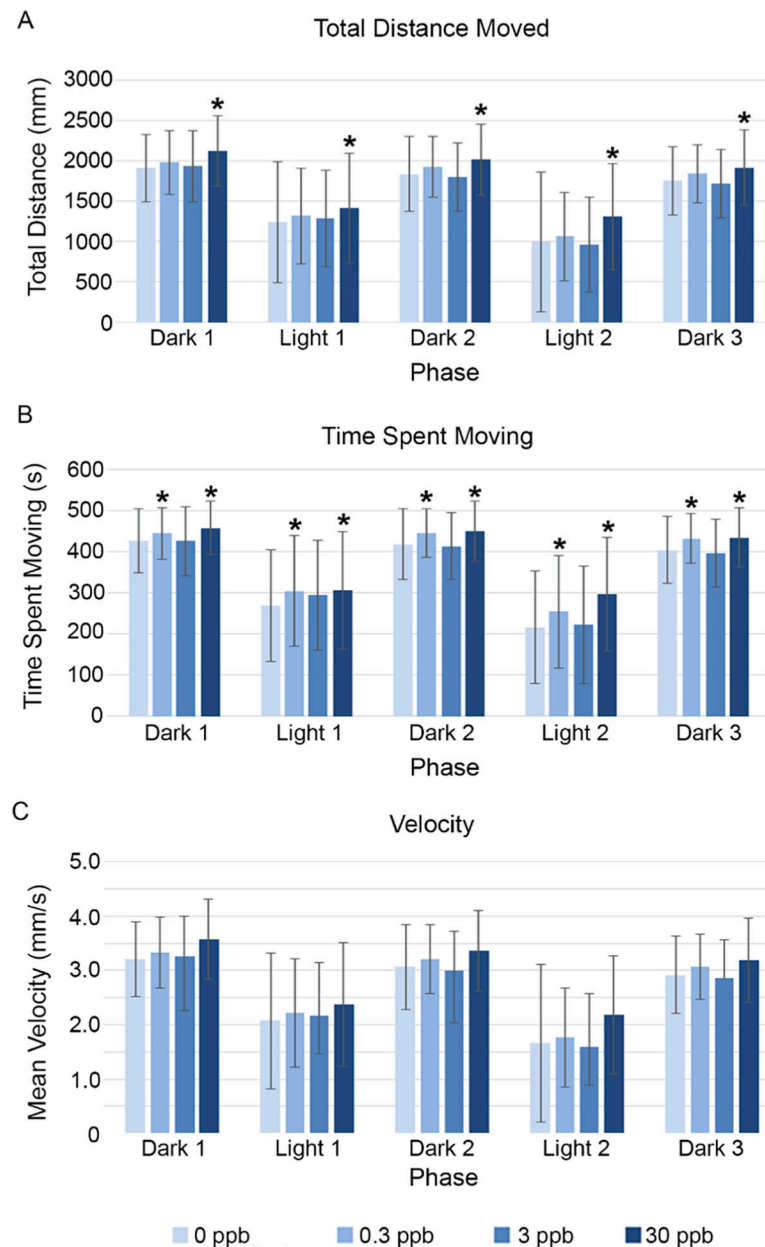 A
Total Distance Moved
Total Distance (mm)
3000
2500
2000
1500
1000
500
0
* * * * *
Dark 1 Light 1 Dark 2 Light 2 Dark 3
Phase
B
Time Spent Moving
Time Spent Moving (s)
600
500
400
300
200
100
0
* * * * * * * * * *
Dark 1 Light 1 Dark 2 Light 2 Dark 3
Phase
C
Velocity
Mean Velocity (mm/s)
5.0
4.0
3.0
2.0
1.0
0
Dark 1 Light 1 Dark 2 Light 2 Dark 3
Phase
0 ppb 0.3 ppb 3 ppb 30 ppb